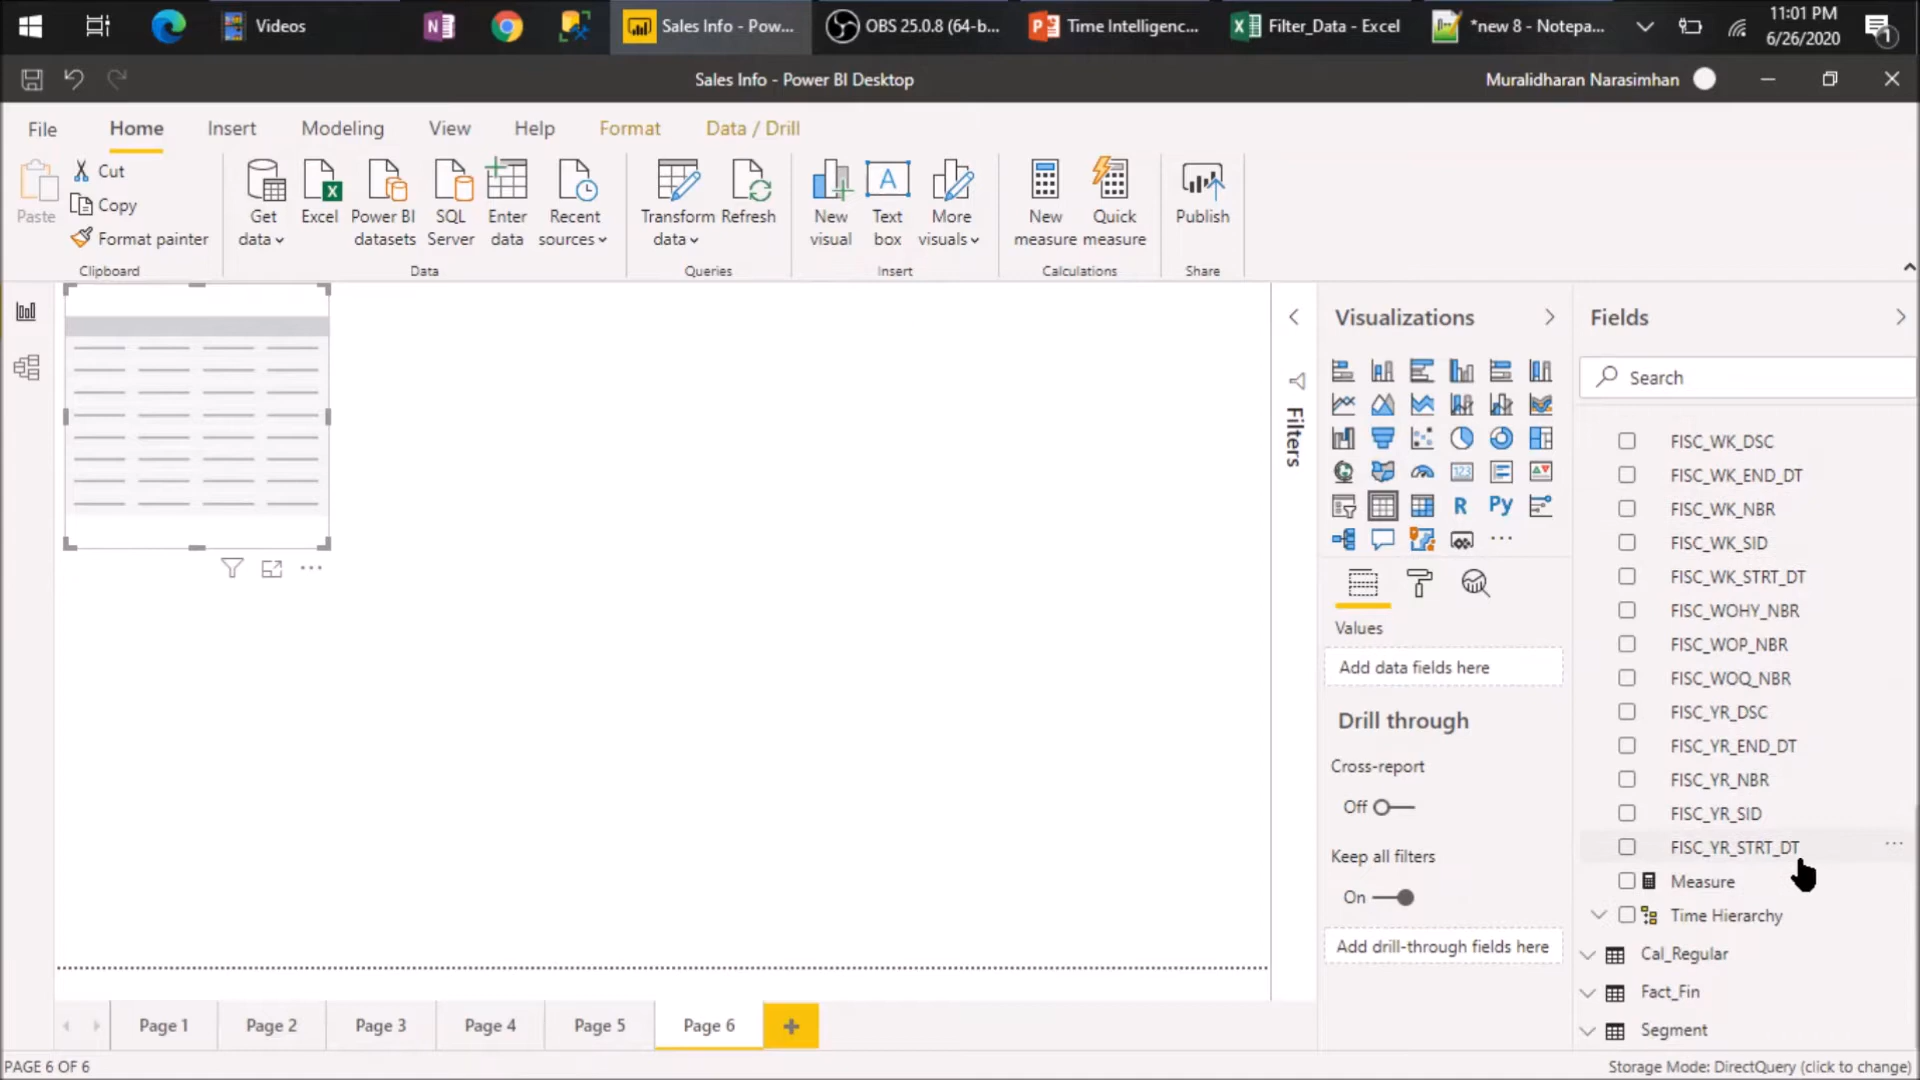 Videos
Sales Info - Pow...
OBS 25.0.8 (64-b...
Time Intelligenc...
Filter_Data - Excel
*new 8 - Notepa...
11:01 PM
6/26/2020
1
Sales Info - Power BI Desktop
Muralidharan Narasimhan
File
Home
Insert
Modeling
View
Help
Format
Data / Drill
Paste
Cut
Copy
Format painter
Clipboard
Get data
Excel
Power BI datasets
SQL Server
Enter data
Recent sources
Data
Transform data
Refresh
Queries
New visual
Text box
More visuals
Insert
New measure
Quick measure
Calculations
Publish
Share
Filters
Visualizations
R
Py
123
Values
Add data fields here
Drill through
Cross-report
Off
Keep all filters
On
Add drill-through fields here
Fields
Search
FISC_WK_DSC
FISC_WK_END_DT
FISC_WK_NBR
FISC_WK_SID
FISC_WK_STRT_DT
FISC_WOHY_NBR
FISC_WOP_NBR
FISC_WOQ_NBR
FISC_YR_DSC
FISC_YR_END_DT
FISC_YR_NBR
FISC_YR_SID
FISC_YR_STRT_DT
Measure
Time Hierarchy
Cal_Regular
Fact_Fin
Segment
Page 1
Page 2
Page 3
Page 4
Page 5
Page 6
PAGE 6 OF 6
Storage Mode: DirectQuery (click to change)